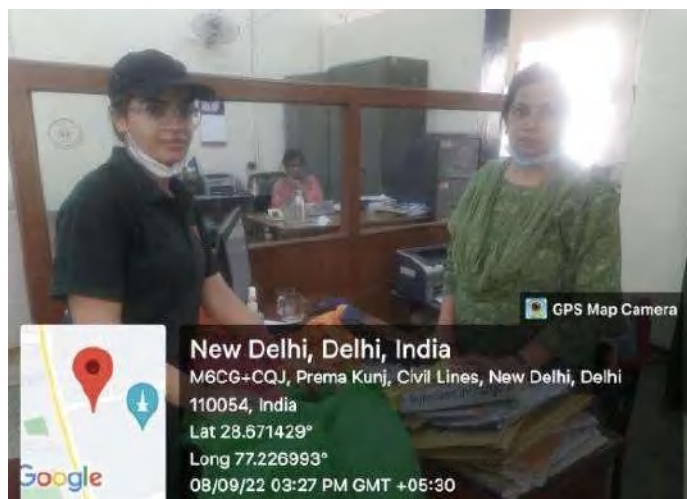 GPS Map Camera
New Delhi, Delhi, India
M6CG+CQJ, Prema Kunj, Civil Lines, New Delhi, Delhi
110054, India
Lat 28.671429°
Long 77.226993°
08/09/22 03:27 PM GMT +05:30
Google